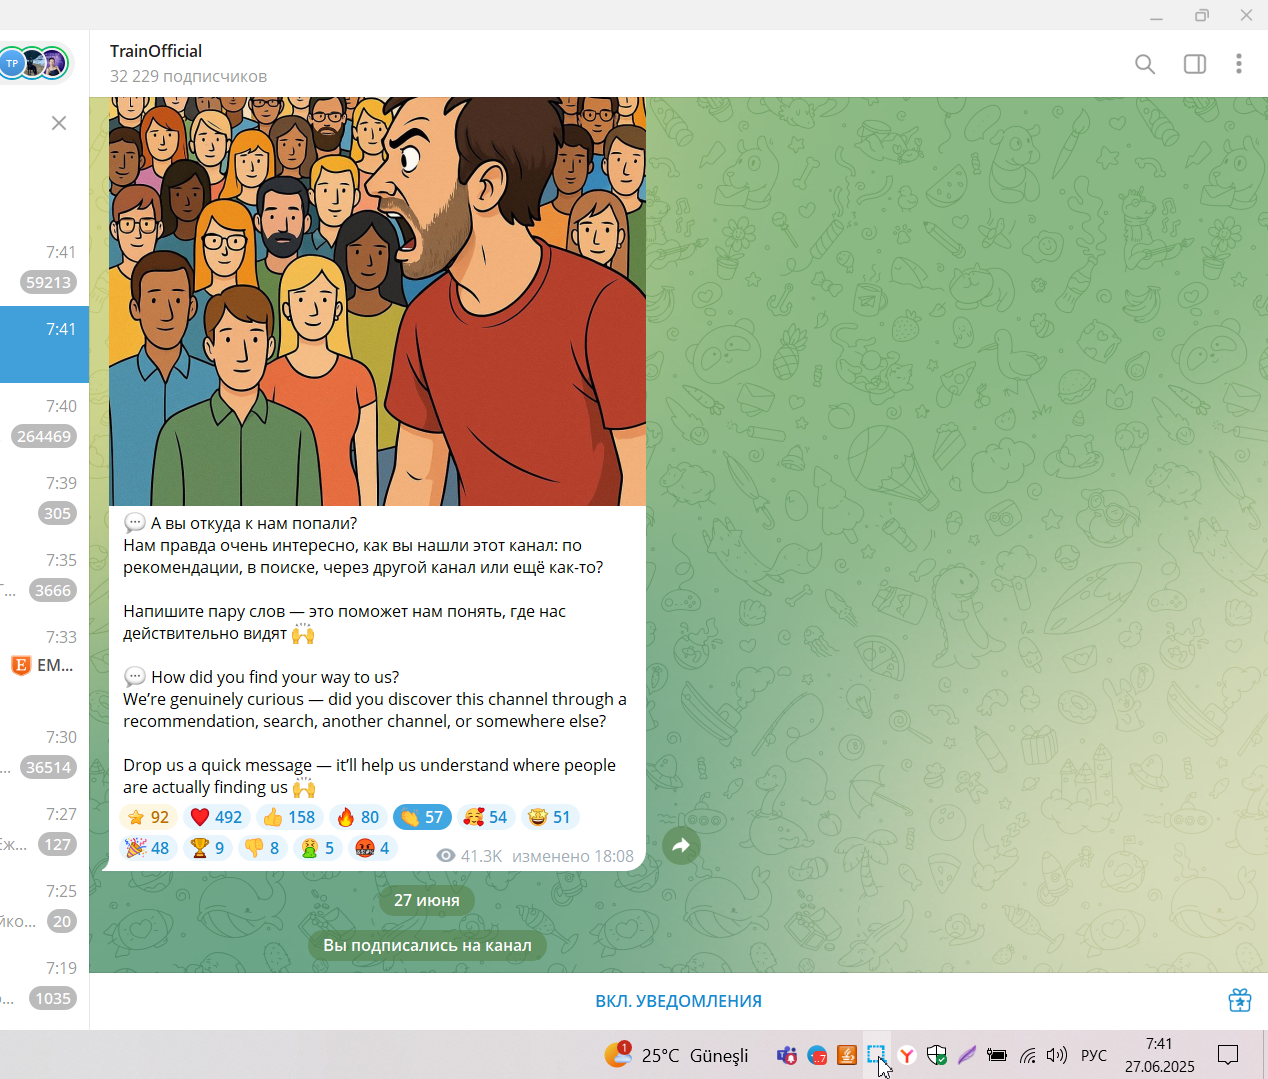 TP
TrainOfficial
32 229 подписчиков
7:41
59213
7:41
7:40
264469
7:39
305
7:35
3666
7:33
E EM...
7:30
36514
7:27
127
7:25
20
7:19
1035
💬 А вы откуда к нам попали?
Нам правда очень интересно, как вы нашли этот канал: по
рекомендации, в поиске, через другой канал или ещё как-то?
Напишите пару слов — это поможет нам понять, где нас
действительно видят 🙌
💬 How did you find your way to us?
We’re genuinely curious — did you discover this channel through a
recommendation, search, another channel, or somewhere else?
Drop us a quick message — it’ll help us understand where people
are actually finding us 🙌
⭐ 92 ❤️ 492 👍 158 🔥 80 👏 57 🥰 54 🤩 51
🎉 48 🏆 9 👎 8 🤮 5 🤬 4
41.3K изменено 18:08
27 июня
Вы подписались на канал
ВКЛ. УВЕДОМЛЕНИЯ
1 25°C Güneşli
..7
Y
РУС
7:41
27.06.2025